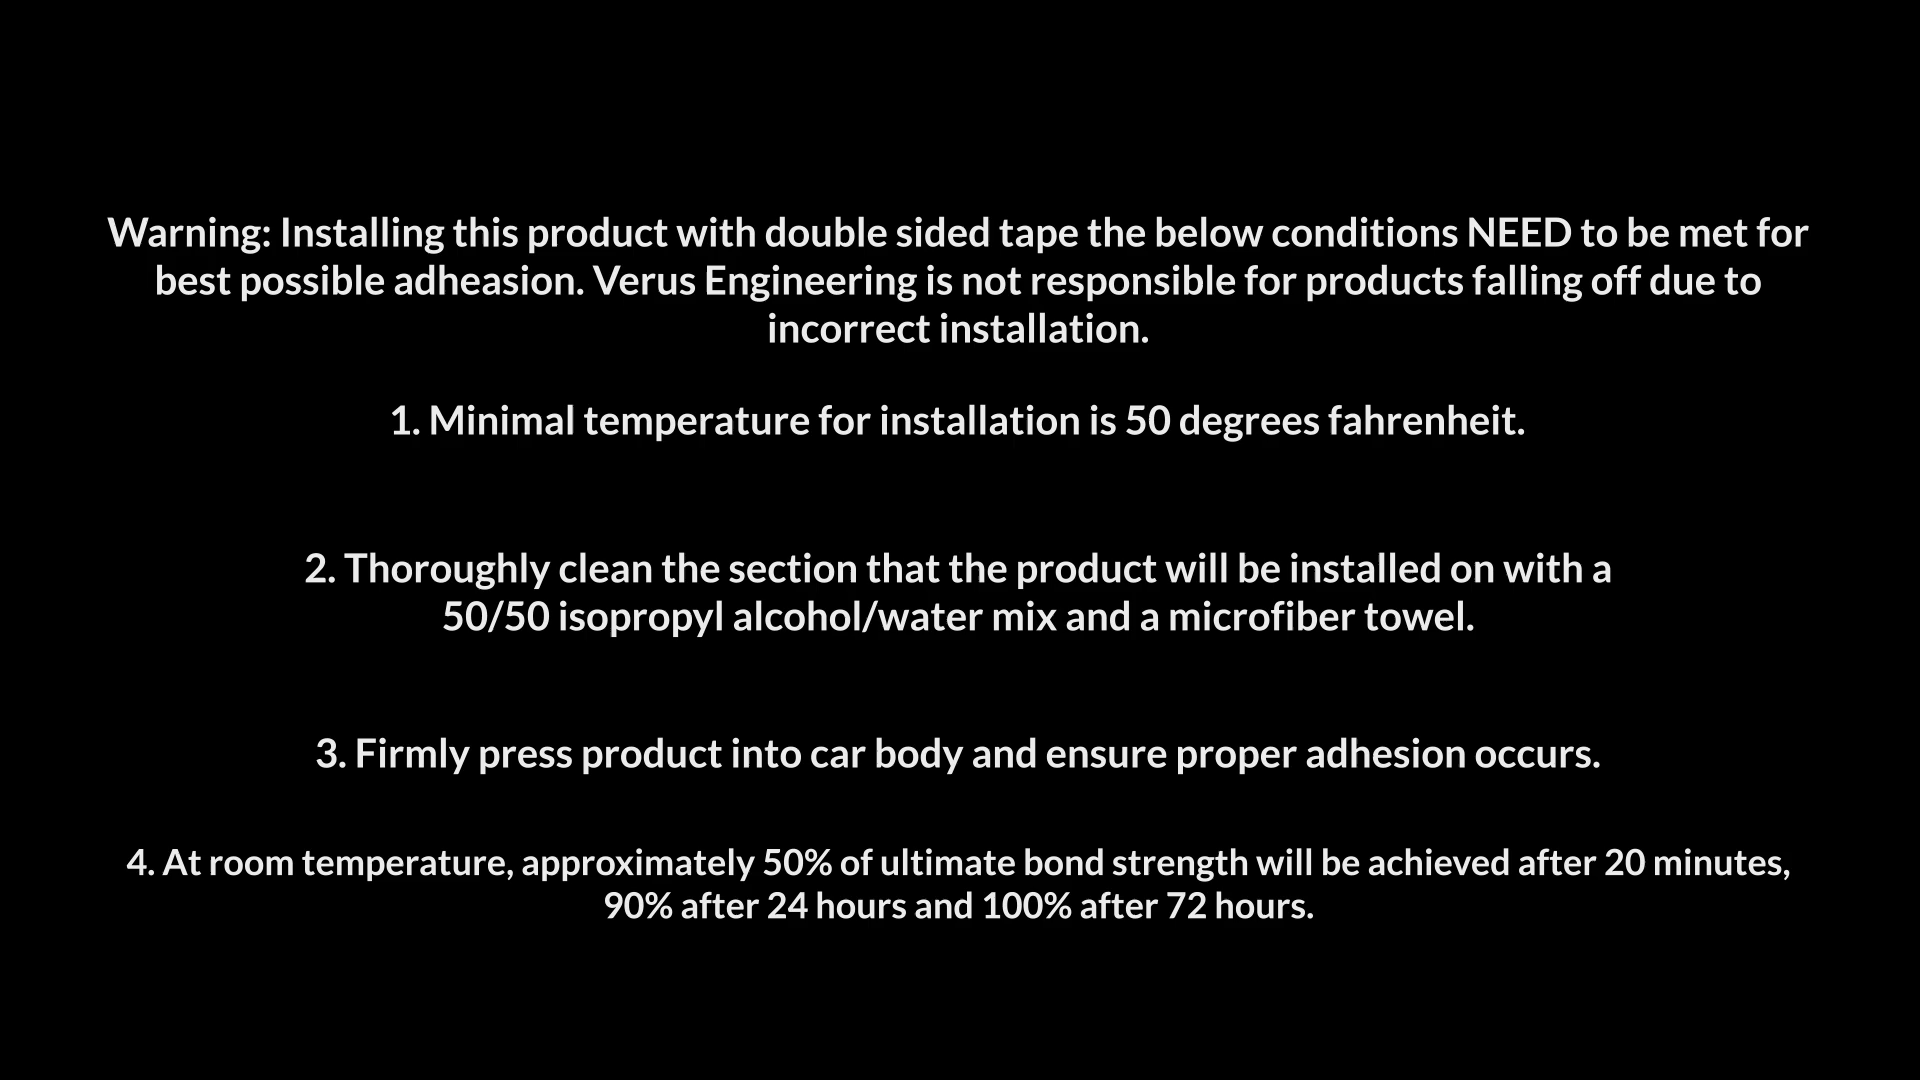 Warning: Installing this product with double sided tape the below conditions NEED to be met for
best possible adheasion. Verus Engineering is not responsible for products falling off due to
incorrect installation.
1. Minimal temperature for installation is 50 degrees fahrenheit.
2. Thoroughly clean the section that the product will be installed on with a
50/50 isopropyl alcohol/water mix and a microfiber towel.
3. Firmly press product into car body and ensure proper adhesion occurs.
4. At room temperature, approximately 50% of ultimate bond strength will be achieved after 20 minutes,
90% after 24 hours and 100% after 72 hours.